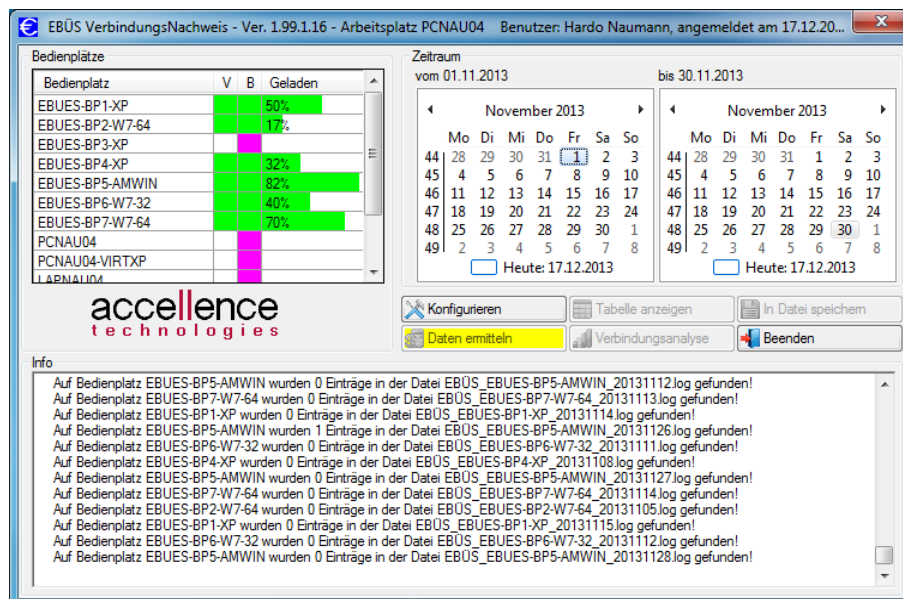 EBÜS VerbindungsNachweis - Ver. 1.99.1.16 - Arbeitsplatz PCNAU04 Benutzer: Hardo Naumann, angemeldet am 17.12.20...
Bedienplätze
Bedienplatz V B Geladen
EBUES-BP1-XP 50%
EBUES-BP2-W7-64 17%
EBUES-BP3-XP
EBUES-BP4-XP 32%
EBUES-BP5-AMWIN 82%
EBUES-BP6-W7-32 40%
EBUES-BP7-W7-64 70%
PCNAU04
PCNAU04-VIRTXP
LAPNAU04
accellence
technologies
Zeitraum
vom 01.11.2013
November 2013
Mo Di Mi Do Fr Sa So
44 28 29 30 31 1 2 3
45 4 5 6 7 8 9 10
46 11 12 13 14 15 16 17
47 18 19 20 21 22 23 24
48 25 26 27 28 29 30 1
49 2 3 4 5 6 7 8
Heute: 17.12.2013
bis 30.11.2013
November 2013
Mo Di Mi Do Fr Sa So
44 28 29 30 31 1 2 3
45 4 5 6 7 8 9 10
46 11 12 13 14 15 16 17
47 18 19 20 21 22 23 24
48 25 26 27 28 29 30 1
49 2 3 4 5 6 7 8
Heute: 17.12.2013
Konfigurieren Tabelle anzeigen In Datei speichern
Daten ermitteln Verbindungsanalyse Beenden
Info
Auf Bedienplatz EBUES-BP5-AMWIN wurden 0 Einträge in der Datei EBÜS_EBUES-BP5-AMWIN_20131112.log gefunden!
Auf Bedienplatz EBUES-BP7-W7-64 wurden 0 Einträge in der Datei EBÜS_EBUES-BP7-W7-64_20131113.log gefunden!
Auf Bedienplatz EBUES-BP1-XP wurden 0 Einträge in der Datei EBÜS_EBUES-BP1-XP_20131114.log gefunden!
Auf Bedienplatz EBUES-BP5-AMWIN wurden 1 Einträge in der Datei EBÜS_EBUES-BP5-AMWIN_20131126.log gefunden!
Auf Bedienplatz EBUES-BP6-W7-32 wurden 0 Einträge in der Datei EBÜS_EBUES-BP6-W7-32_20131111.log gefunden!
Auf Bedienplatz EBUES-BP4-XP wurden 0 Einträge in der Datei EBÜS_EBUES-BP4-XP_20131108.log gefunden!
Auf Bedienplatz EBUES-BP5-AMWIN wurden 0 Einträge in der Datei EBÜS_EBUES-BP5-AMWIN_20131127.log gefunden!
Auf Bedienplatz EBUES-BP7-W7-64 wurden 0 Einträge in der Datei EBÜS_EBUES-BP7-W7-64_20131114.log gefunden!
Auf Bedienplatz EBUES-BP2-W7-64 wurden 0 Einträge in der Datei EBÜS_EBUES-BP2-W7-64_20131105.log gefunden!
Auf Bedienplatz EBUES-BP1-XP wurden 0 Einträge in der Datei EBÜS_EBUES-BP1-XP_20131115.log gefunden!
Auf Bedienplatz EBUES-BP6-W7-32 wurden 0 Einträge in der Datei EBÜS_EBUES-BP6-W7-32_20131112.log gefunden!
Auf Bedienplatz EBUES-BP5-AMWIN wurden 0 Einträge in der Datei EBÜS_EBUES-BP5-AMWIN_20131128.log gefunden!